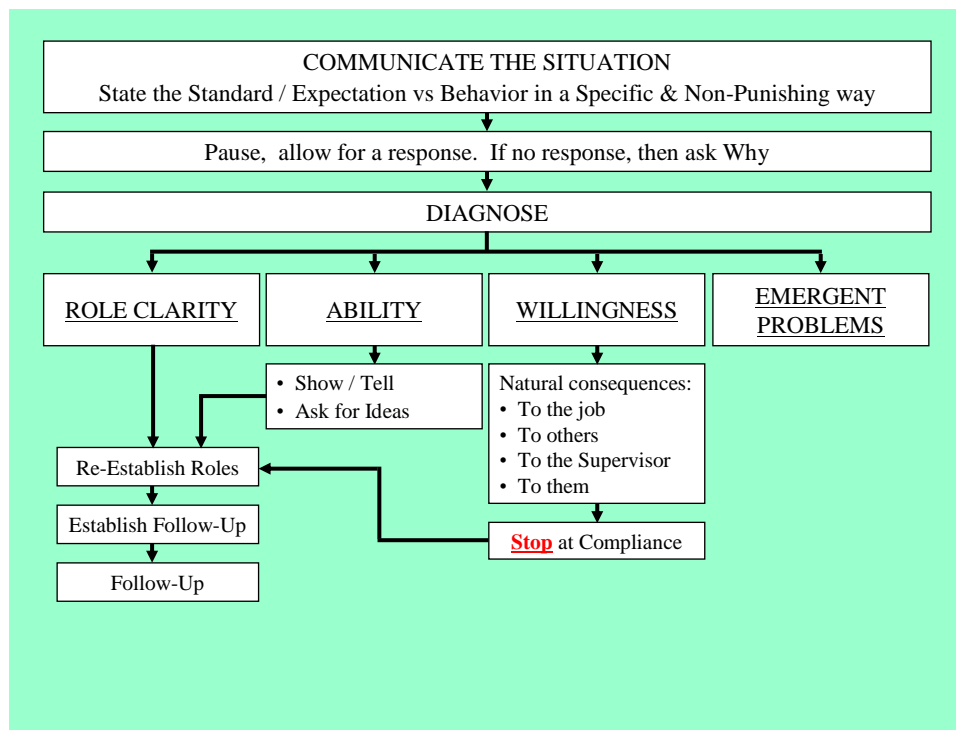 COMMUNICATE THE SITUATION
State the Standard / Expectation vs Behavior in a Specific & Non-Punishing way
Pause, allow for a response. If no response, then ask Why
DIAGNOSE
ROLE CLARITY
ABILITY
WILLINGNESS
EMERGENT
PROBLEMS
• Show / Tell
• Ask for Ideas
Natural consequences:
• To the job
• To others
• To the Supervisor
• To them
Re-Establish Roles
Establish Follow-Up
Stop at Compliance
Follow-Up